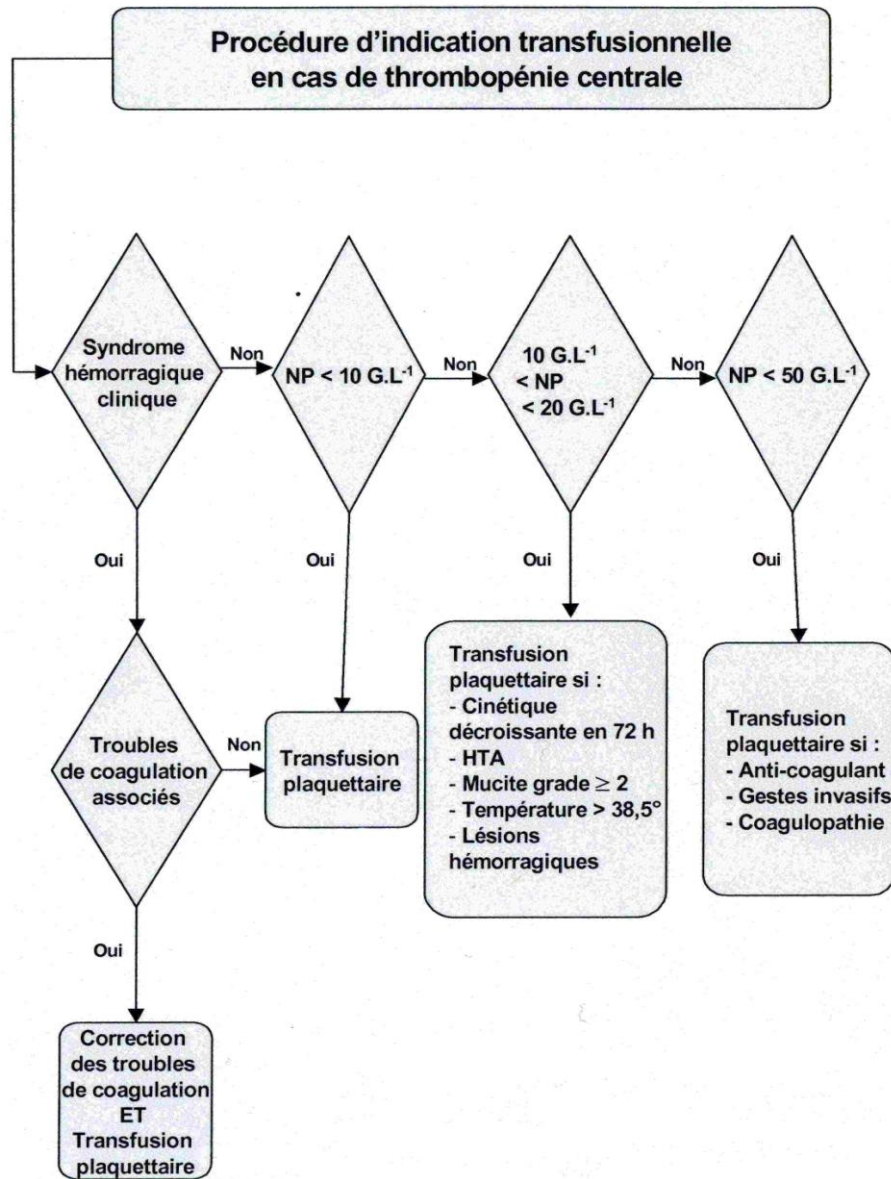 Procédure d'indication transfusionnelle
en cas de thrombopénie centrale
Syndrome
hémorragique
clinique
Non
NP < 10 G.L⁻¹
Non
10 G.L⁻¹
< NP
< 20 G.L⁻¹
Non
NP < 50 G.L⁻¹
Oui
Oui
Oui
Oui
Troubles
de coagulation
associés
Non
Transfusion
plaquettaire
Transfusion
plaquettaire si :
- Cinétique
décroissante en 72 h
- HTA
- Mucite grade ≥ 2
- Température > 38,5°
- Lésions
hémorragiques
Transfusion
plaquettaire si :
- Anti-coagulant
- Gestes invasifs
- Coagulopathie
Oui
Correction
des troubles
de coagulation
ET
Transfusion
plaquettaire